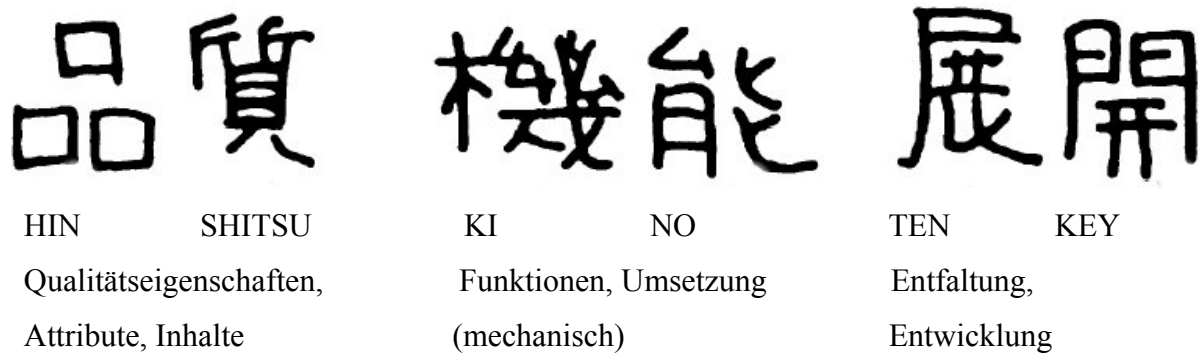 品質 機能 展開
HIN SHITSU KI NO TEN KEY
Qualitätseigenschaften, Funktionen, Umsetzung Entfaltung,
Attribute, Inhalte (mechanisch) Entwicklung